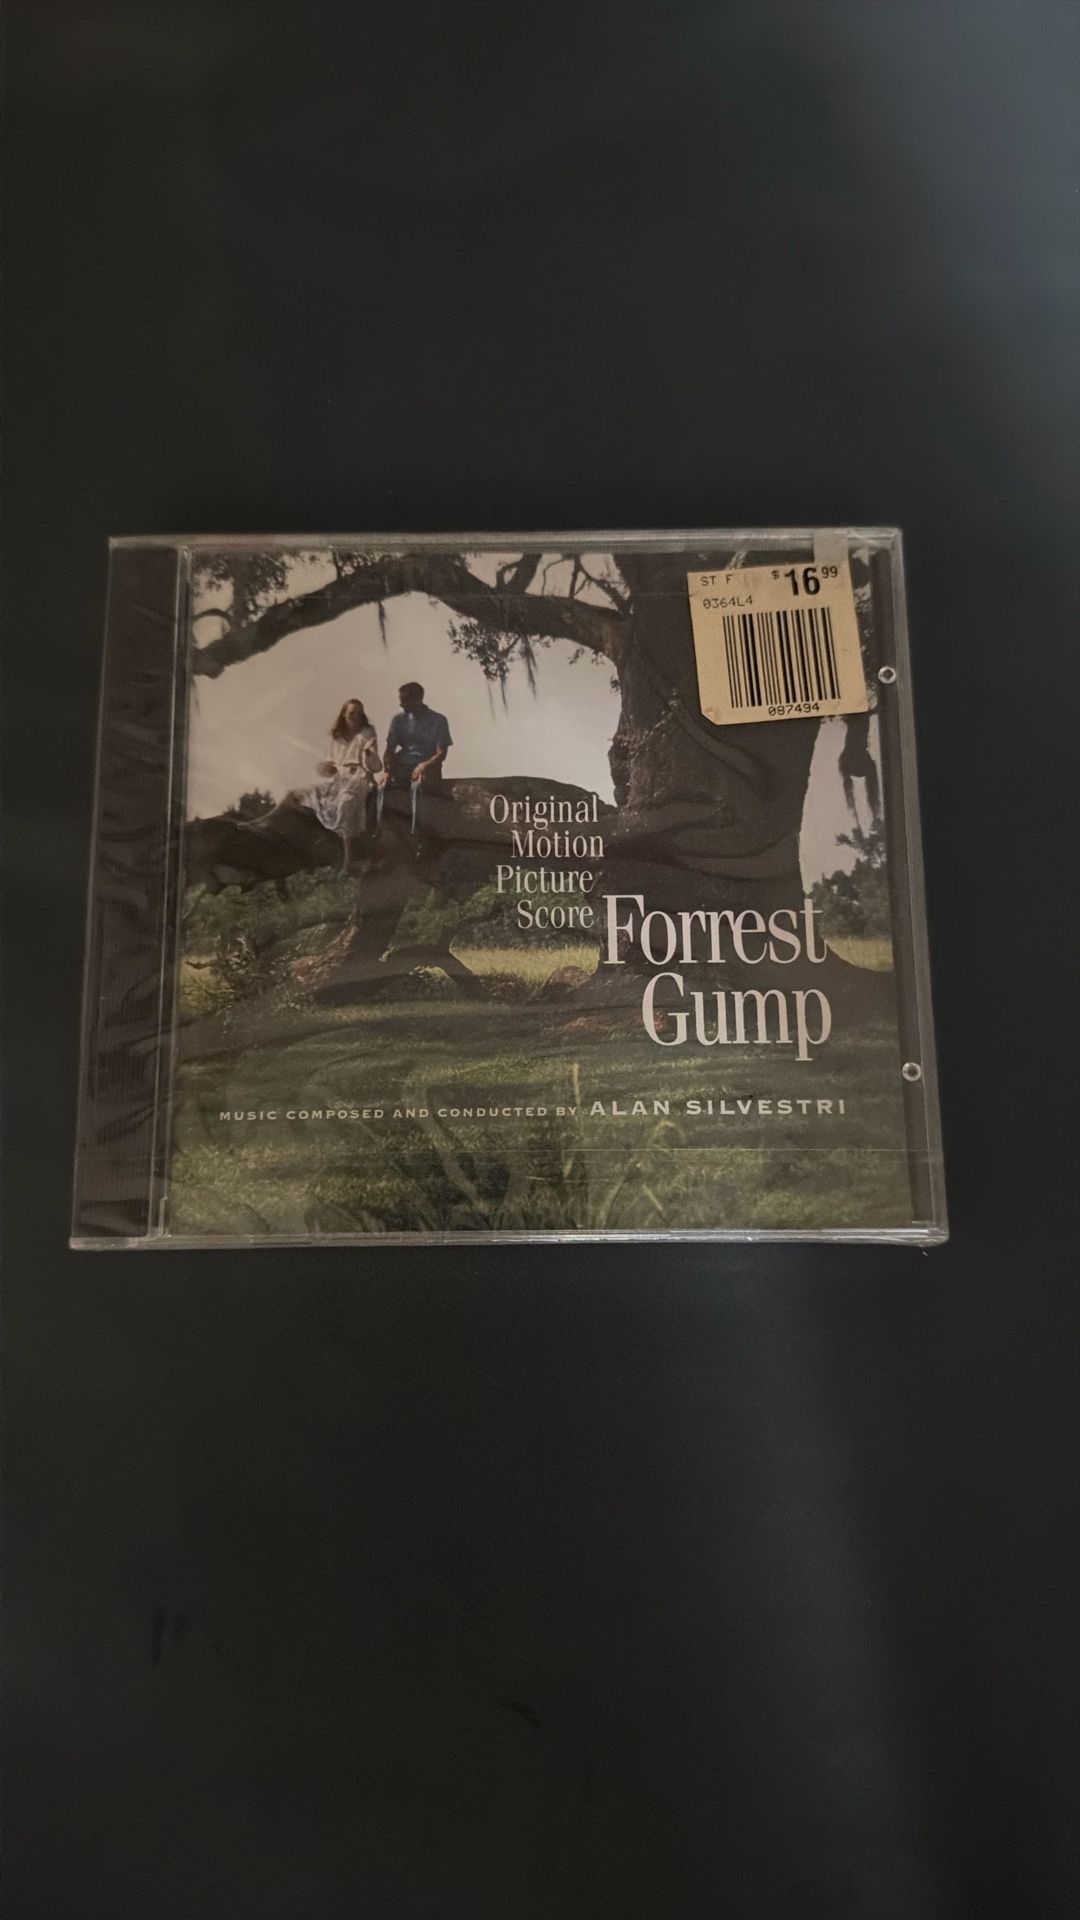 ST F $16.99
0364L4
087494
Original
Motion
Picture
Score
Forrest
Gump
MUSIC COMPOSED AND CONDUCTED BY ALAN SILVESTRI